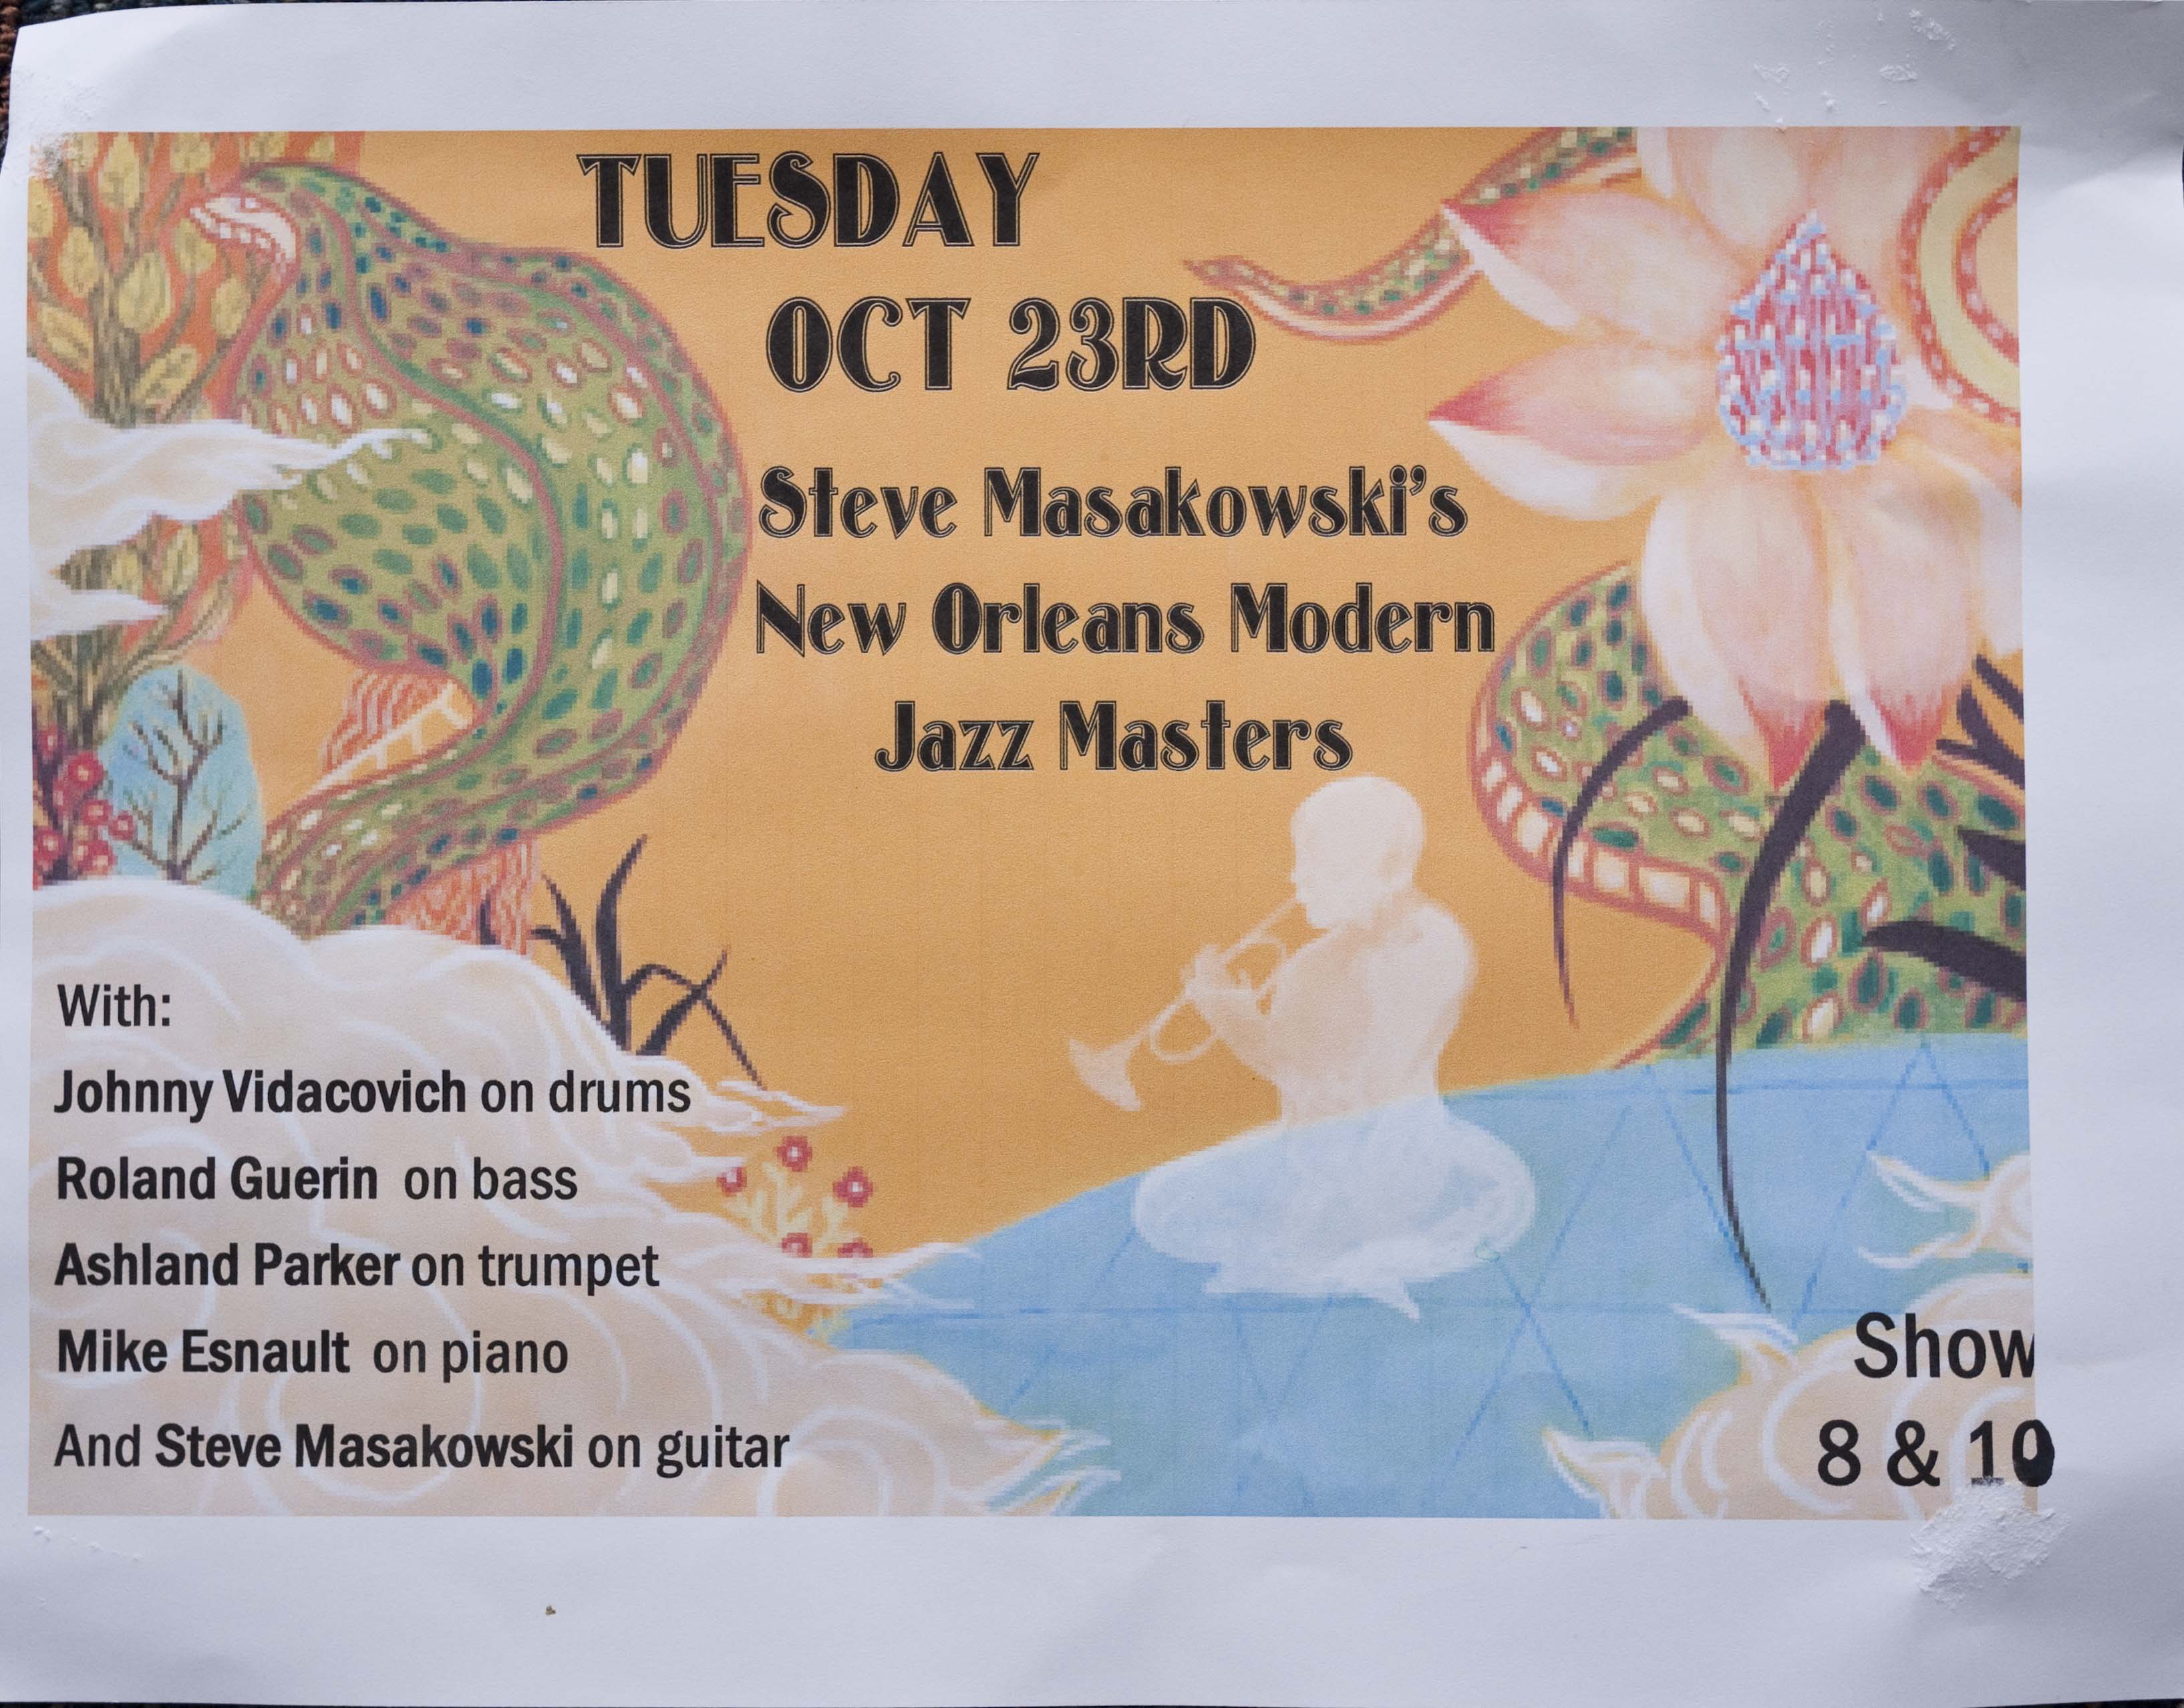 TUESDAY
OCT 23RD
Steve Masakowski's
New Orleans Modern
Jazz Masters
With:
Johnny Vidacovich on drums
Roland Guerin on bass
Ashland Parker on trumpet
Mike Esnault on piano
And Steve Masakowski on guitar
Show
8 & 10